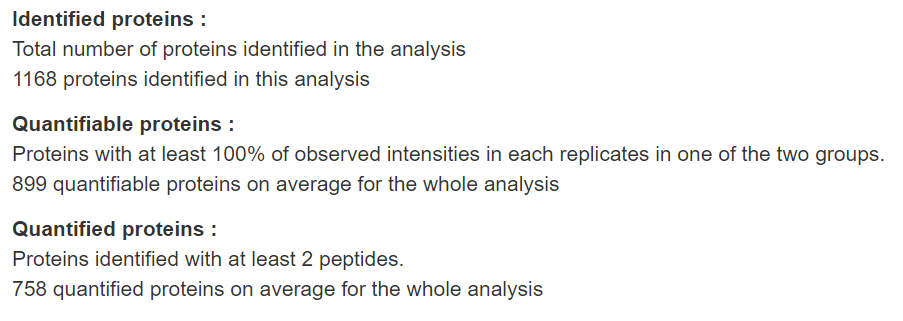 Identified proteins :
Total number of proteins identified in the analysis
1168 proteins identified in this analysis
Quantifiable proteins :
Proteins with at least 100% of observed intensities in each replicates in one of the two groups.
899 quantifiable proteins on average for the whole analysis
Quantified proteins :
Proteins identified with at least 2 peptides.
758 quantified proteins on average for the whole analysis